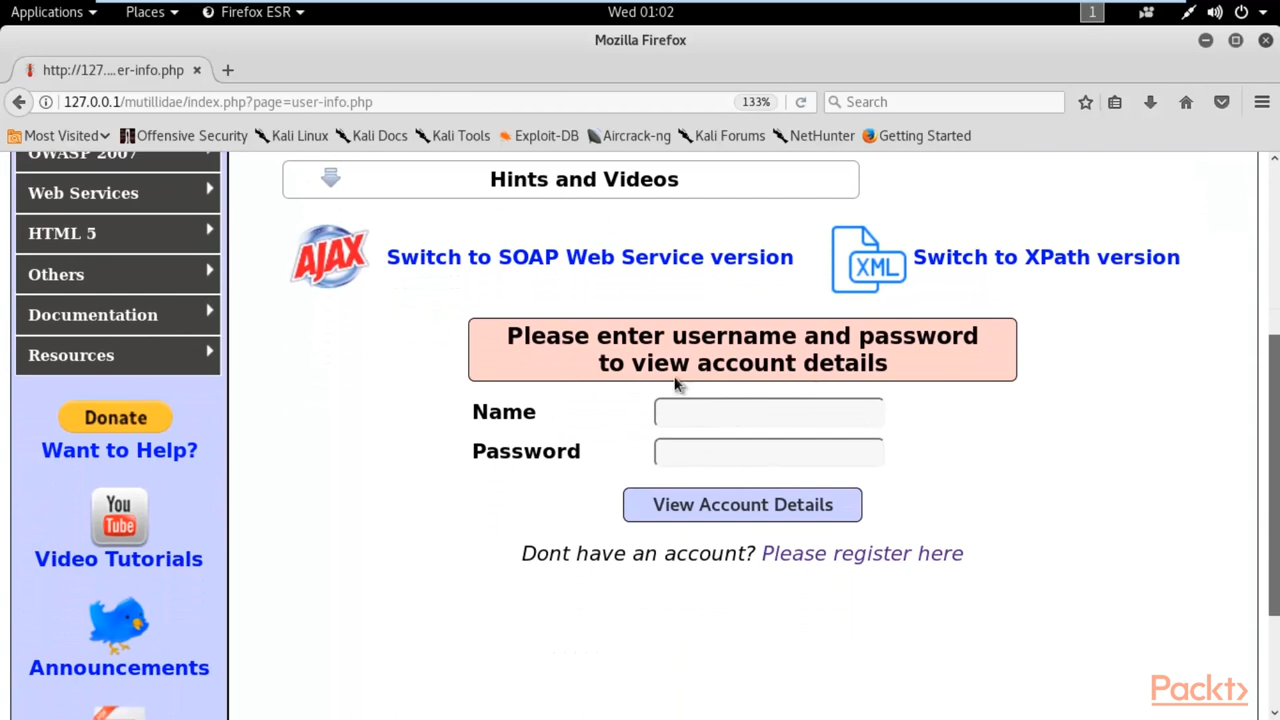 Applications Places Firefox ESR Wed 01:02 1
Mozilla Firefox
http://127....er-info.php
127.0.0.1/mutillidae/index.php?page=user-info.php 133% Search
Most Visited Offensive Security Kali Linux Kali Docs Kali Tools Exploit-DB Aircrack-ng Kali Forums NetHunter Getting Started
OWASP 2007
Web Services
HTML 5
Others
Documentation
Resources
Donate
Want to Help?
You
Tube
Video Tutorials
Announcements
Hints and Videos
AJAX Switch to SOAP Web Service version XML Switch to XPath version
Please enter username and password
to view account details
Name
Password
View Account Details
Dont have an account? Please register here
Packt>